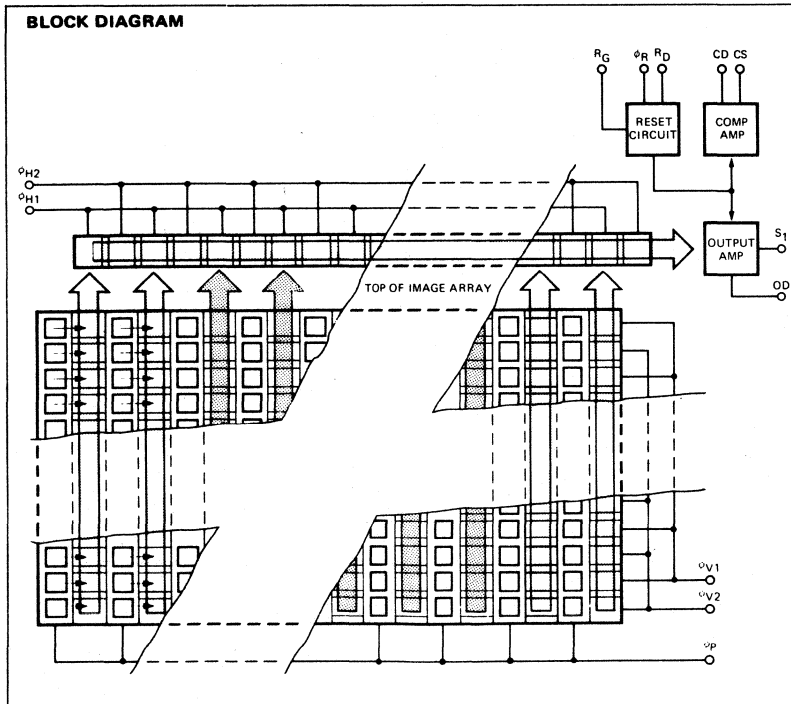 BLOCK DIAGRAM
RG
φR
RD
CD CS
RESET
CIRCUIT
COMP
AMP
φH2
φH1
OUTPUT
AMP
S1
OD
TOP OF IMAGE ARRAY
φV1
φV2
φP